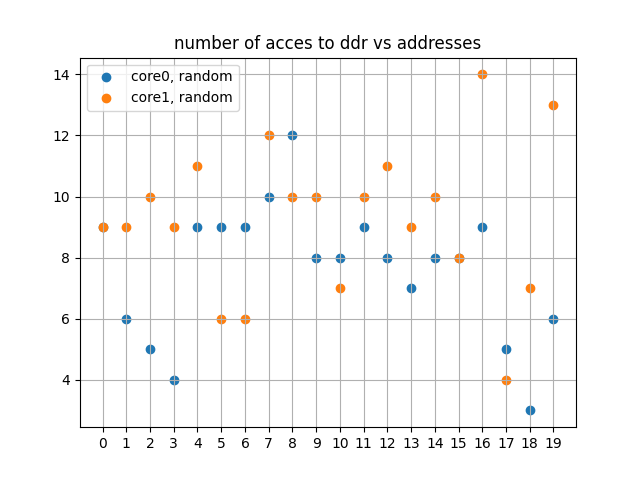 number of acces to ddr vs addresses
core0, random
core1, random
14
12
10
8
6
4
0 1 2 3 4 5 6 7 8 9 10 11 12 13 14 15 16 17 18 19